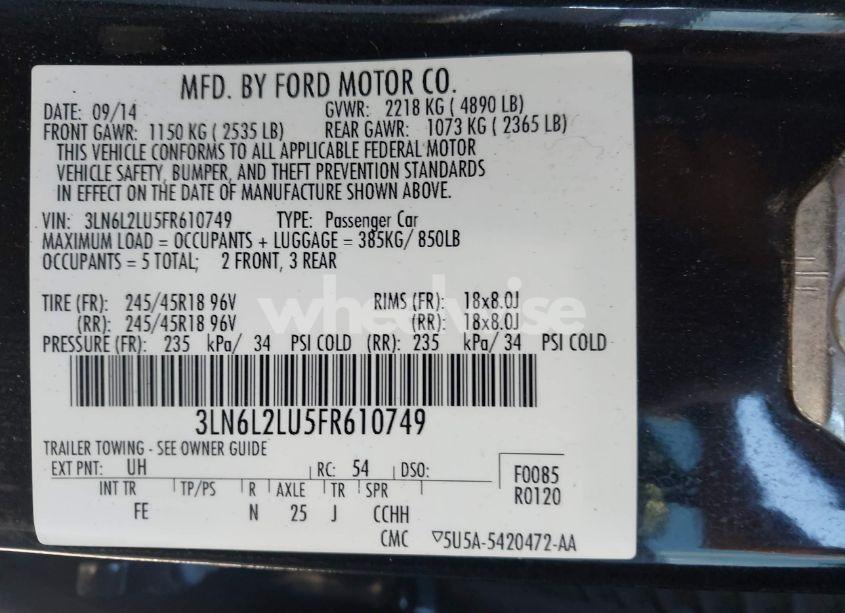 MFD. BY FORD MOTOR CO.
DATE: 09/14 GVWR: 2218 KG ( 4890 LB)
FRONT GAWR: 1150 KG ( 2535 LB) REAR GAWR: 1073 KG ( 2365 LB)
THIS VEHICLE CONFORMS TO ALL APPLICABLE FEDERAL MOTOR
VEHICLE SAFETY, BUMPER, AND THEFT PREVENTION STANDARDS
IN EFFECT ON THE DATE OF MANUFACTURE SHOWN ABOVE.
VIN: 3LN6L2LU5FR610749 TYPE: Passenger Car
MAXIMUM LOAD = OCCUPANTS + LUGGAGE = 385KG/ 850LB
OCCUPANTS = 5 TOTAL; 2 FRONT, 3 REAR
TIRE (FR): 245/45R18 96V RIMS (FR): 18x8.0J
(RR): 245/45R18 96V (RR): 18x8.0J
wheelwise
PRESSURE (FR): 235 kPa/ 34 PSI COLD (RR): 235 kPa/ 34 PSI COLD
3LN6L2LU5FR610749
TRAILER TOWING - SEE OWNER GUIDE
EXT PNT: UH RC: 54 DSO: F0085
INT TR TP/PS R AXLE TR SPR R0120
FE N 25 J CCHH
CMC ▽5U5A-5420472-AA